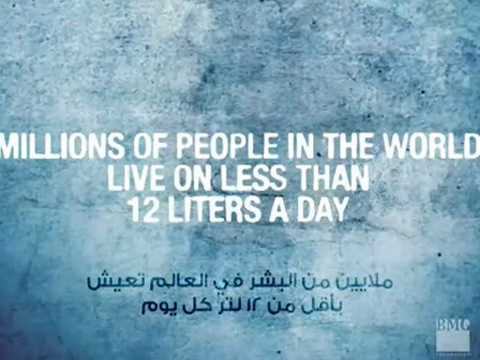 MILLIONS OF PEOPLE IN THE WORLD
LIVE ON LESS THAN
12 LITERS A DAY
ملايين من البشر في العالم تعيش
بأقل من ١٢ لتر كل يوم
BMG